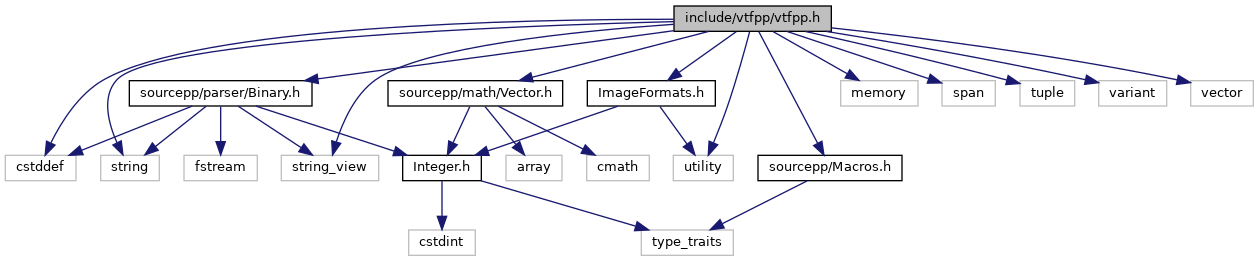 include/vtfpp/vtfpp.h
sourcepp/parser/Binary.h
sourcepp/math/Vector.h
ImageFormats.h
memory
span
tuple
variant
vector
cstddef
string
fstream
string_view
Integer.h
array
cmath
utility
sourcepp/Macros.h
cstdint
type_traits